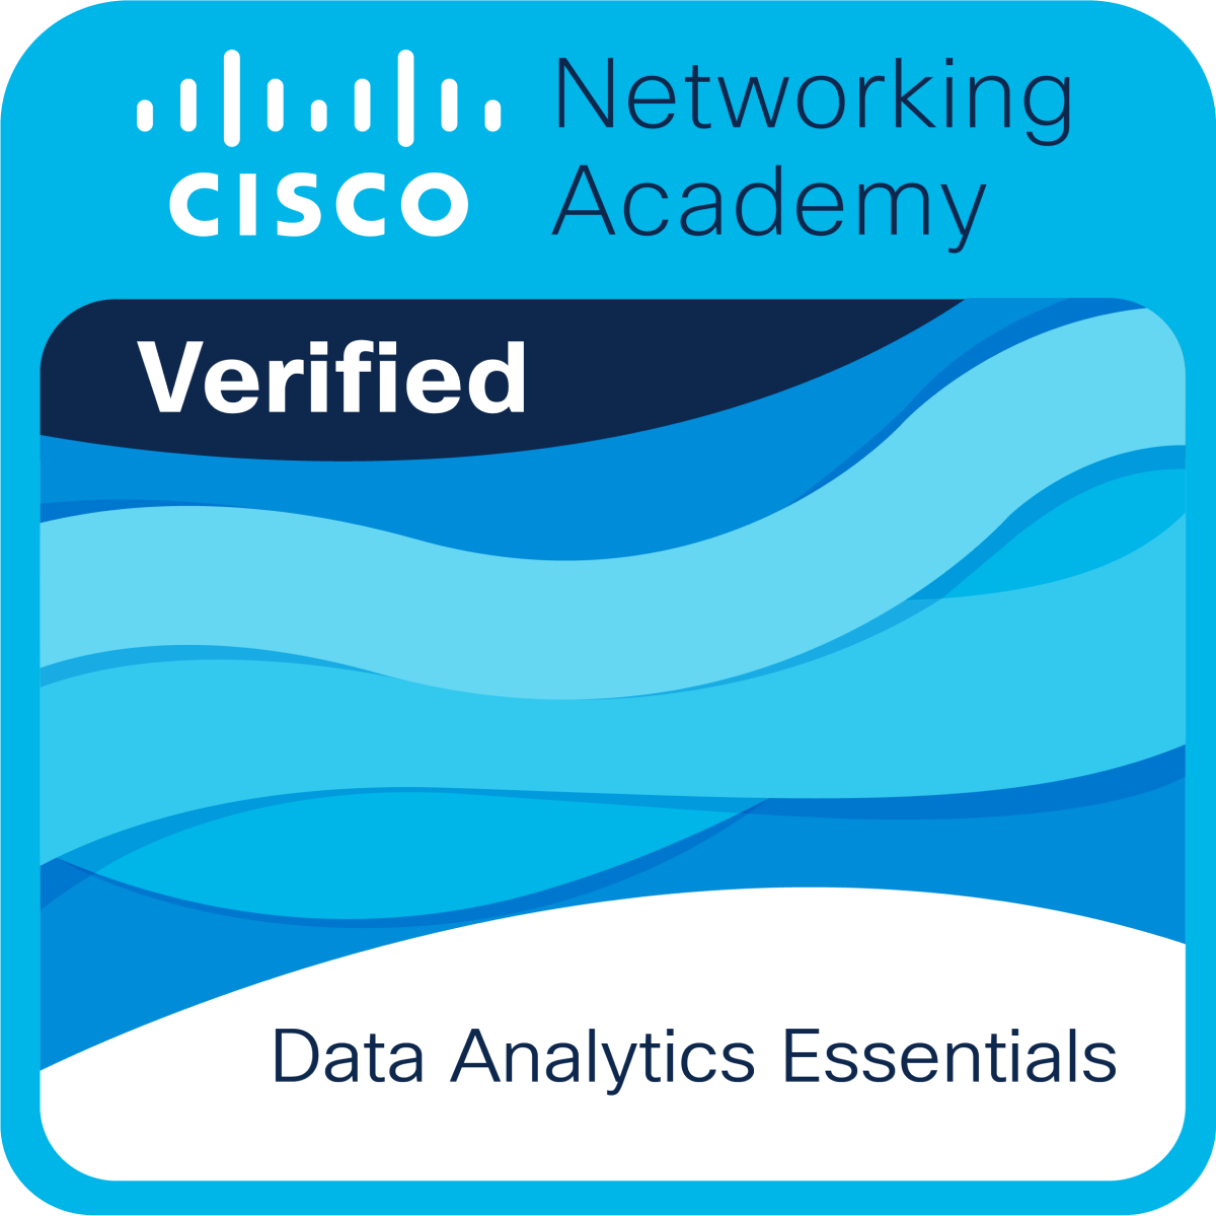 CISCO
Networking
Academy
Verified
Data Analytics Essentials